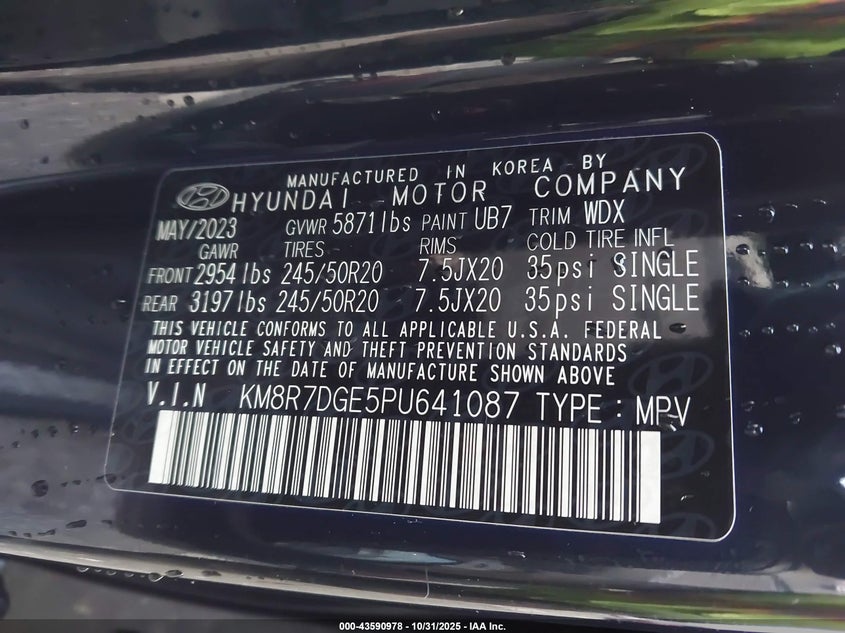 MANUFACTURED IN KOREA BY
HYUNDAI MOTOR COMPANY
MAY/2023 GVWR 5871lbs PAINT UB7 TRIM WDX
GAWR TIRES RIMS COLD TIRE INFL
FRONT 2954lbs 245/50R20 7.5JX20 35psi SINGLE
REAR 3197lbs 245/50R20 7.5JX20 35psi SINGLE
THIS VEHICLE CONFORMS TO ALL APPLICABLE U.S.A. FEDERAL
MOTOR VEHICLE SAFETY AND THEFT PREVENTION STANDARDS
IN EFFECT ON THE DATE OF MANUFACTURE SHOWN ABOVE
V.I.N KM8R7DGE5PU641087 TYPE : MPV
000-43590978 - 10/31/2025 - IAA Inc.